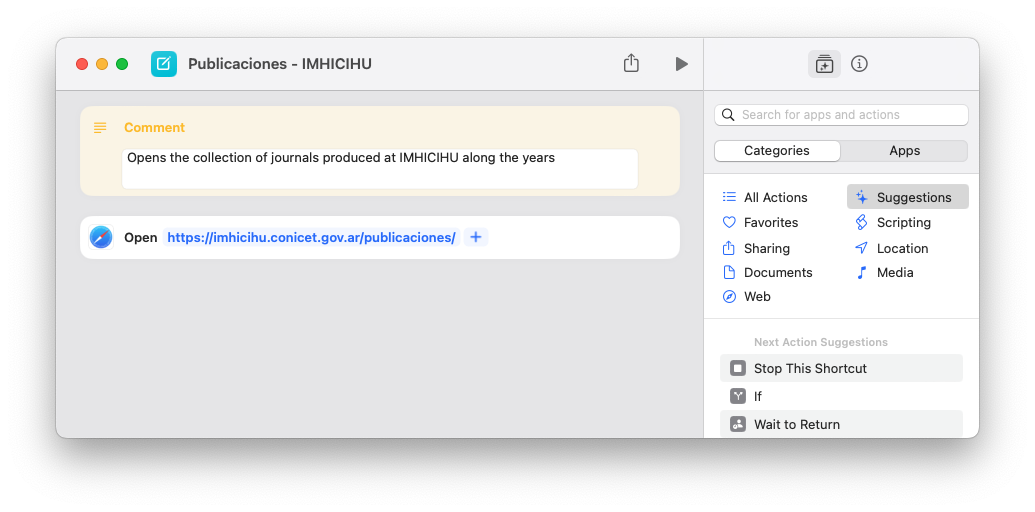 Publicaciones - IMHICIHU
Comment
Opens the collection of journals produced at IMHICIHU along the years
Open https://imhicihu.conicet.gov.ar/publicaciones/ +
Search for apps and actions
Categories Apps
All Actions Suggestions
Favorites Scripting
Sharing Location
Documents Media
Web
Next Action Suggestions
Stop This Shortcut
If
Wait to Return